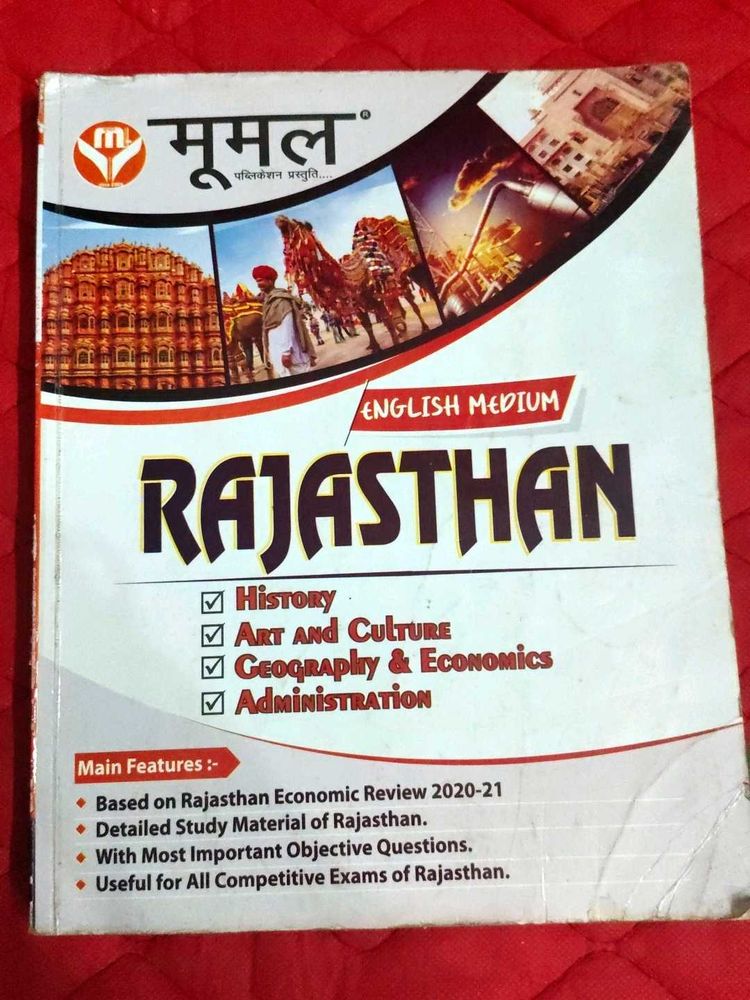 m
मूमल®
पब्लिकेशन प्रस्तुति....
ENGLISH MEDIUM
RAJASTHAN
☑ History
☑ Art and Culture
☑ Geography & Economics
☑ Administration
Main Features :-
Based on Rajasthan Economic Review 2020-21
Detailed Study Material of Rajasthan.
With Most Important Objective Questions.
Useful for All Competitive Exams of Rajasthan.